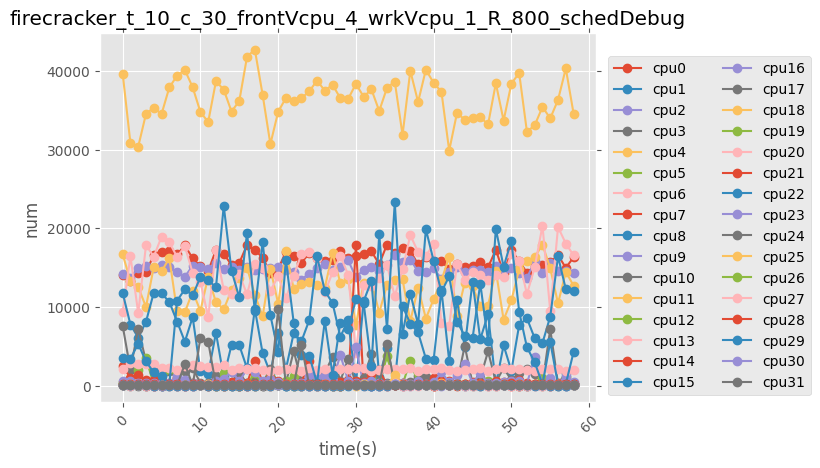 firecracker_t_10_c_30_frontVcpu_4_wrkVcpu_1_R_800_schedDebug
40000
30000
20000
10000
0
num
0
10
20
30
40
50
60
time(s)
cpu0
cpu1
cpu2
cpu3
cpu4
cpu5
cpu6
cpu7
cpu8
cpu9
cpu10
cpu11
cpu12
cpu13
cpu14
cpu15
cpu16
cpu17
cpu18
cpu19
cpu20
cpu21
cpu22
cpu23
cpu24
cpu25
cpu26
cpu27
cpu28
cpu29
cpu30
cpu31